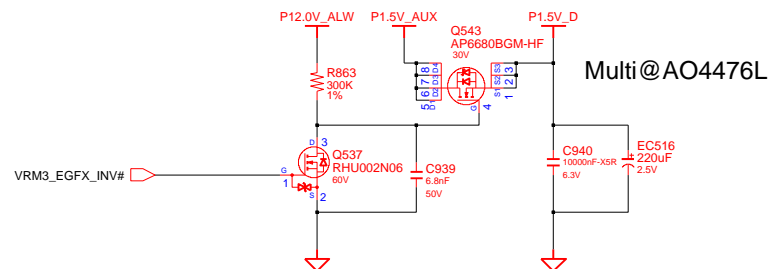 P12.0V_ALW
P1.5V_AUX
Q543
AP6680BGM-HF
30V
P1.5V_D
Multi@AO4476L
R863
300K
1%
8 D4
7 D3
6 D2
5 D1
S3 3
S2 2
S1 1
G 4
D 3
Q537
RHU002N06
60V
VRM3_EGFX_INV#
G
1
S
2
C939
6.8nF
50V
C940
10000nF-X5R
6.3V
EC516
220uF
2.5V